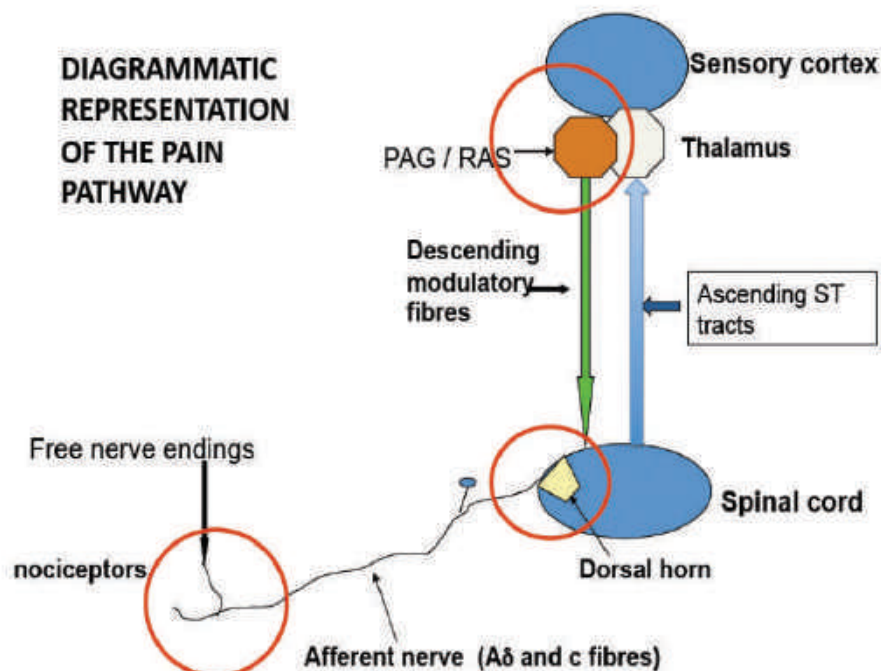 DIAGRAMMATIC
REPRESENTATION
OF THE PAIN
PATHWAY
Sensory cortex
PAG / RAS
Thalamus
Descending
modulatory
fibres
Ascending ST
tracts
Free nerve endings
nociceptors
Spinal cord
Dorsal horn
Afferent nerve (Aδ and c fibres)